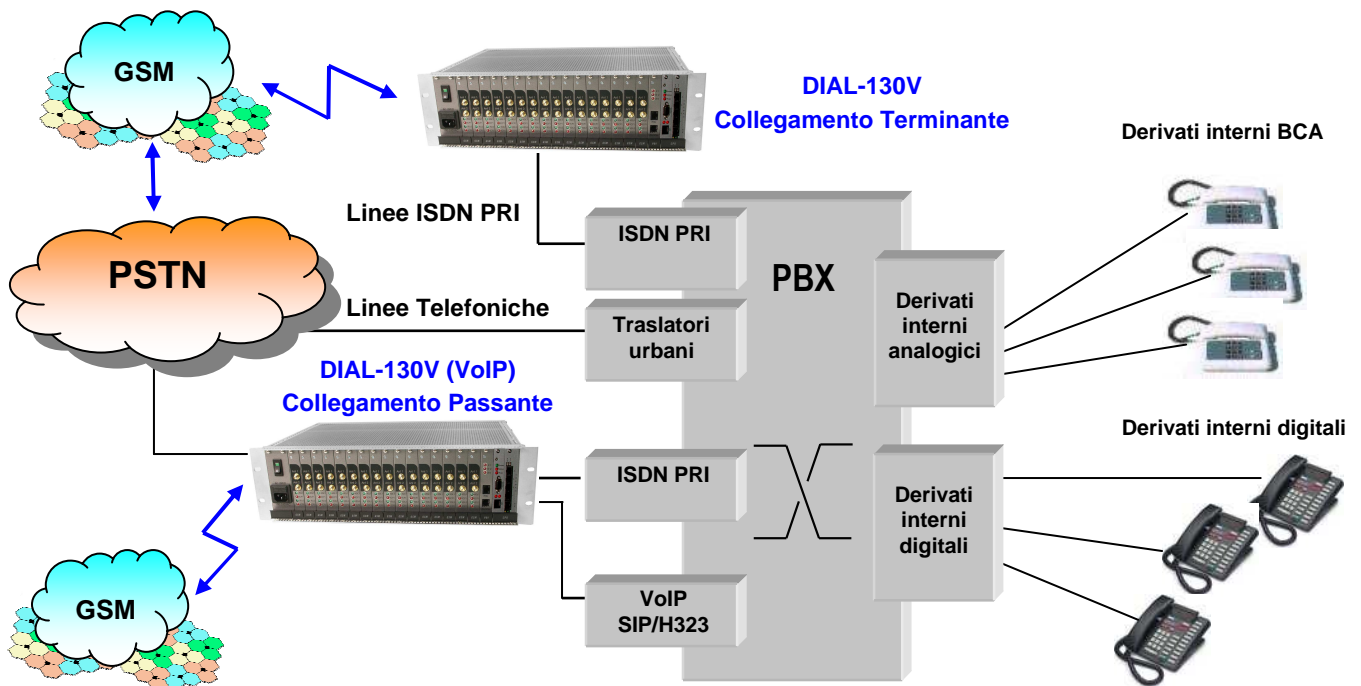 GSM
DIAL-130V
Collegamento Terminante
Derivati interni BCA
Linee ISDN PRI
ISDN PRI
PSTN
PBX
Linee Telefoniche
Traslatori
urbani
Derivati
interni
analogici
DIAL-130V (VoIP)
Collegamento Passante
Derivati interni digitali
ISDN PRI
Derivati
interni
digitali
GSM
VoIP
SIP/H323